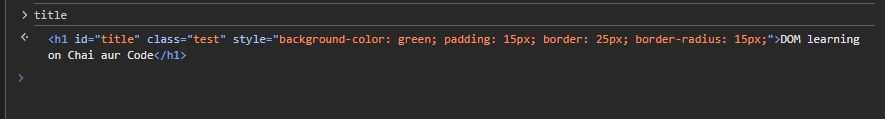 title
<h1 id="title" class="test" style="background-color: green; padding: 15px; border: 25px; border-radius: 15px;">DOM learning
on Chai aur Code</h1>